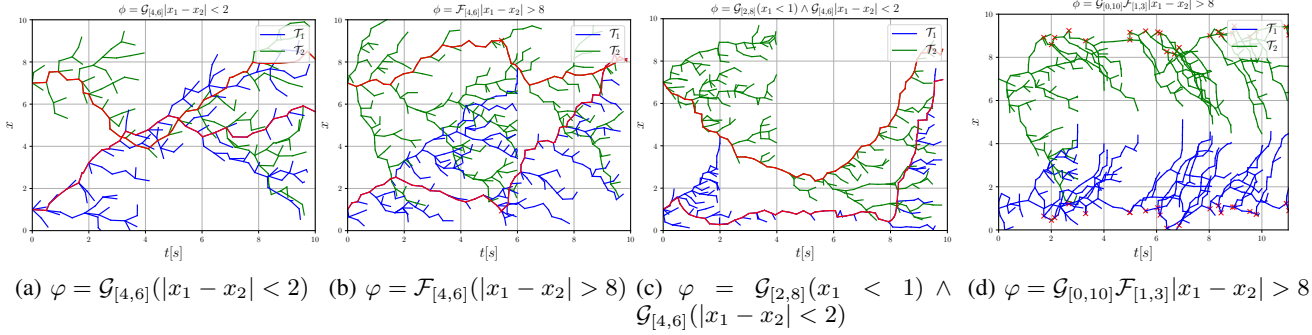 ϕ = G[4,6]|x1 − x2| < 2
T1
T2
10
8
6
4
2
0
x
0 2 4 6 8 10
t[s]
(a) φ = G[4,6](|x1 − x2| < 2)
ϕ = F[4,6]|x1 − x2| > 8
T1
T2
10
8
6
4
2
0
x
0 2 4 6 8 10
t[s]
(b) φ = F[4,6](|x1 − x2| > 8)
ϕ = G[2,8](x1 < 1) ∧ G[4,6]|x1 − x2| < 2
T1
T2
10
8
6
4
2
0
x
0 2 4 6 8 10
t[s]
(c) φ = G[2,8](x1 < 1) ∧
G[4,6](|x1 − x2| < 2)
ϕ = G[0,10]F[1,3]|x1 − x2| > 8
T1
T2
10
8
6
4
2
0
x
0 2 4 6 8 10
t[s]
(d) φ = G[0,10]F[1,3]|x1 − x2| > 8